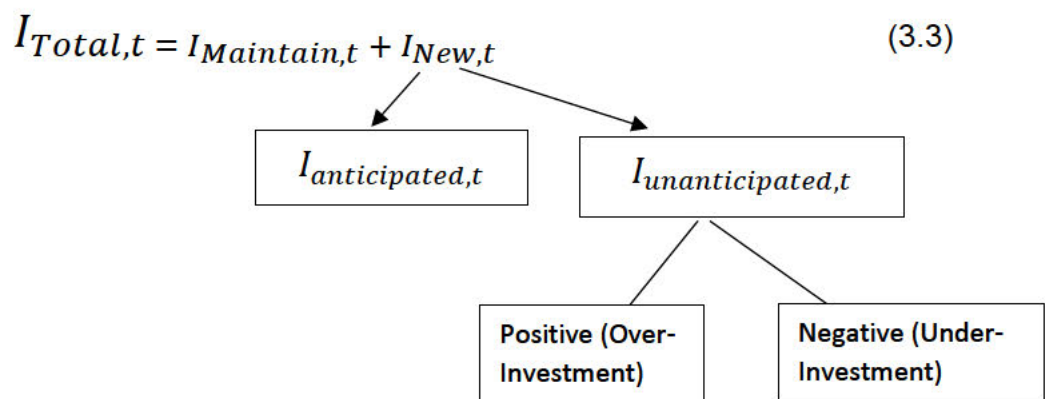 I_{Total,t} = I_{Maintain,t} + I_{New,t} (3.3)
I_{anticipated,t}
I_{unanticipated,t}
Positive (Over-
Investment)
Negative (Under-
Investment)